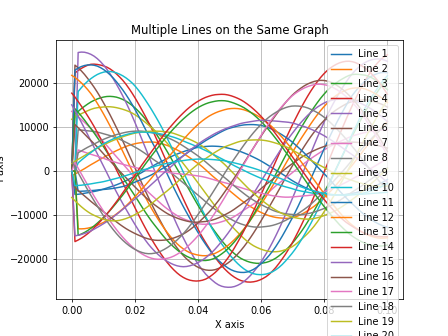 Multiple Lines on the Same Graph
20000
10000
0
−10000
−20000
0.00
0.02
0.04
0.06
X axis
Line 1
Line 2
Line 3
Line 4
Line 5
Line 6
Line 7
Line 8
Line 9
Line 10
Line 11
Line 12
Line 13
Line 14
Line 15
Line 16
Line 17
Line 18
Line 19
Line 20